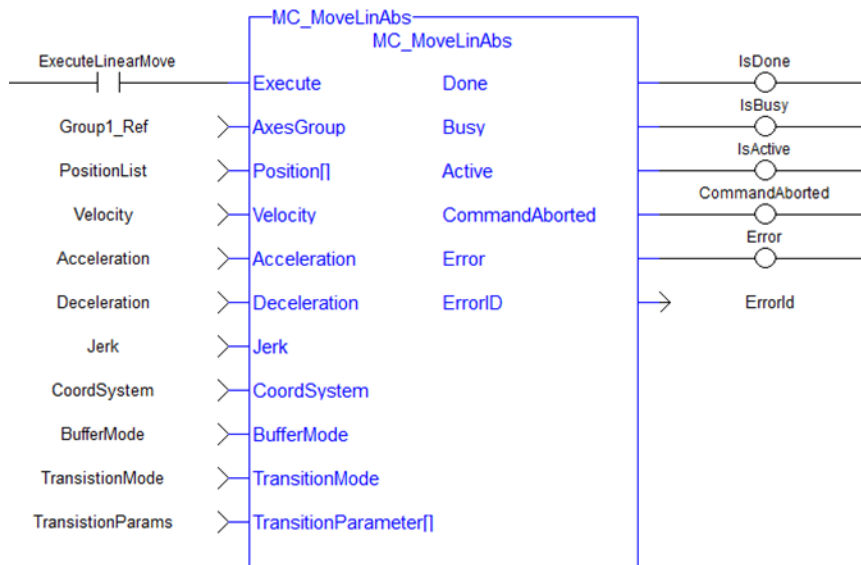 MC_MoveLinAbs
MC_MoveLinAbs
ExecuteLinearMove Execute Done IsDone
Group1_Ref AxesGroup Busy IsBusy
PositionList Position[] Active IsActive
Velocity Velocity CommandAborted CommandAborted
Acceleration Acceleration Error Error
Deceleration Deceleration ErrorID ErrorId
Jerk Jerk
CoordSystem CoordSystem
BufferMode BufferMode
TransistionMode TransitionMode
TransistionParams TransitionParameter[]